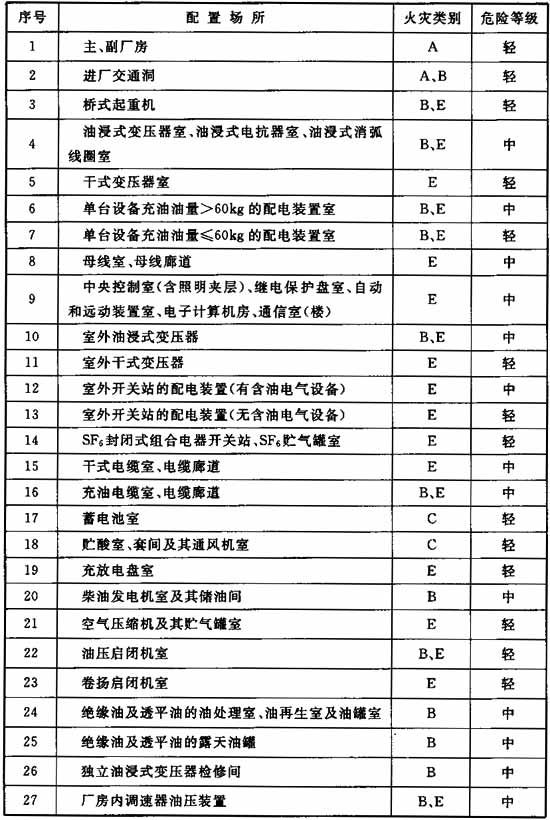 序号 配置场所 火灾类别 危险等级
1 主、副厂房 A 轻
2 进厂交通洞 A、B 轻
3 桥式起重机 B、E 轻
4 油浸式变压器室、油浸式电抗器室、油浸式消弧 B、E 中
线圈室
5 干式变压器室 E 轻
6 单台设备充油油量>60kg的配电装置室 B、E 中
7 单台设备充油油量≤60kg的配电装置室 B、E 轻
8 母线室、母线廊道 E 中
9 中央控制室(含照明夹层)、继电保护盘室、自动 E 中
和远动装置室、电子计算机房、通信室(楼)
10 室外油浸式变压器 B、E 中
11 室外干式变压器 E 轻
12 室外开关站的配电装置(有含油电气设备) E 中
13 室外开关站的配电装置(无含油电气设备) E 轻
14 SF₆封闭式组合电器开关站、SF₆贮气罐室 E 轻
15 干式电缆室、电缆廊道 E 中
16 充油电缆室、电缆廊道 B、E 中
17 蓄电池室 C 轻
18 贮酸室、套间及其通风机室 C 轻
19 充放电盘室 E 轻
20 柴油发电机室及其储油间 B 中
21 空气压缩机及其贮气罐室 E 轻
22 油压启闭机室 B、E 轻
23 卷扬启闭机室 E 轻
24 绝缘油及透平油的油处理室、油再生室及油罐室 B 中
25 绝缘油及透平油的露天油罐 B 中
26 独立油浸式变压器检修间 B 中
27 厂房内调速器油压装置 B、E 中